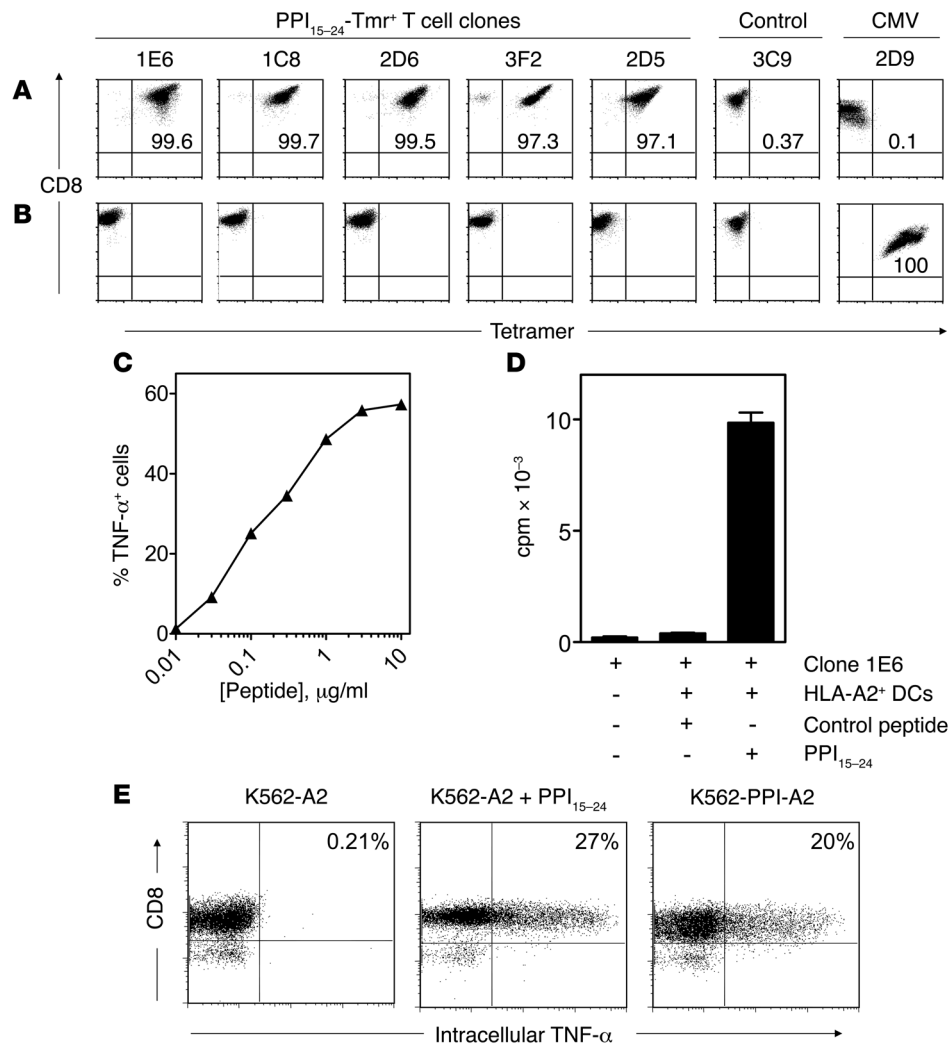 PPI15–24-Tmr+ T cell clones Control CMV
1E6 1C8 2D6 3F2 2D5 3C9 2D9
A
99.6 99.7 99.5 97.3 97.1 0.37 0.1
CD8
B
100
Tetramer
C
% TNF-α+ cells
60
40
20
0
0.01 0.1 1 10
[Peptide], μg/ml
D
cpm × 10−3
10
5
0
+ + + Clone 1E6
- + + HLA-A2+ DCs
- + - Control peptide
- - + PPI15–24
E
K562-A2 K562-A2 + PPI15–24 K562-PPI-A2
0.21% 27% 20%
CD8
Intracellular TNF-α